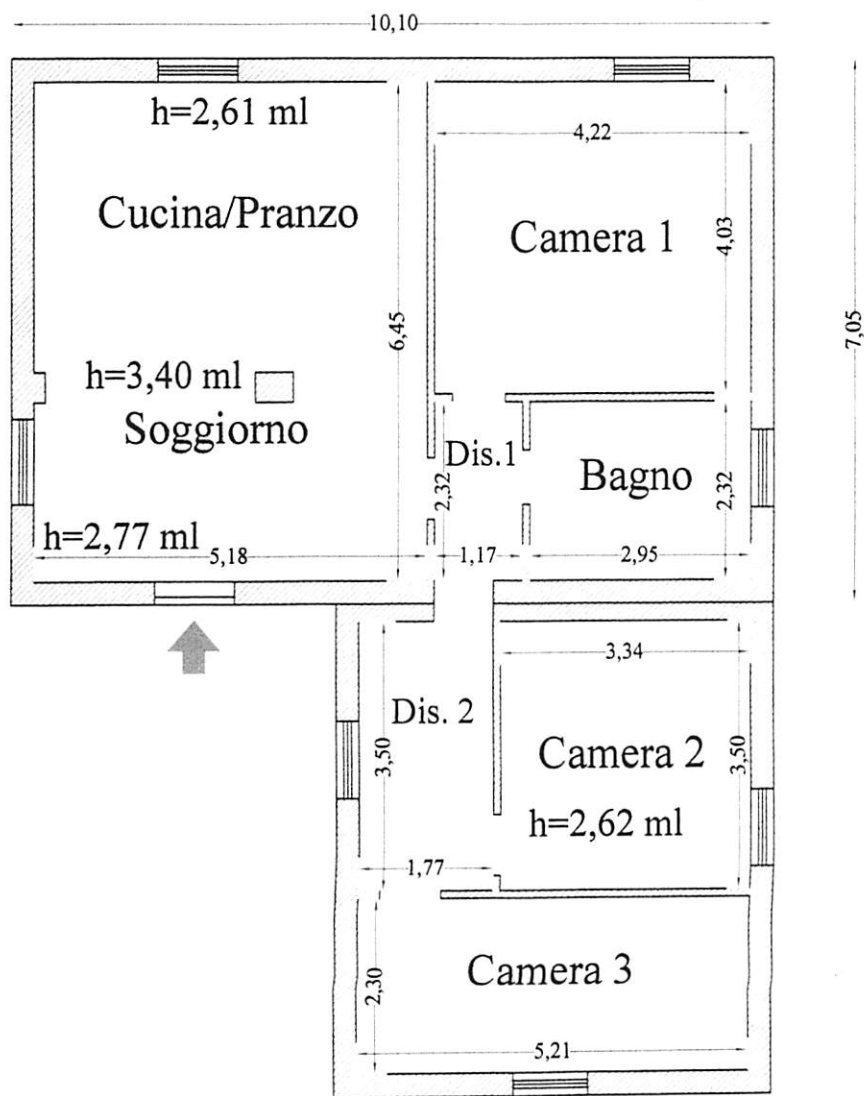 10,10
h=2,61 ml
4,22
Cucina/Pranzo
Camera 1
4,03
6,45
7,05
h=3,40 ml
Soggiorno
Dis.1
Bagno
2,32
2,32
h=2,77 ml
5,18
1,17
2,95
3,34
Dis. 2
3,50
Camera 2
3,50
h=2,62 ml
1,77
Camera 3
2,30
5,21